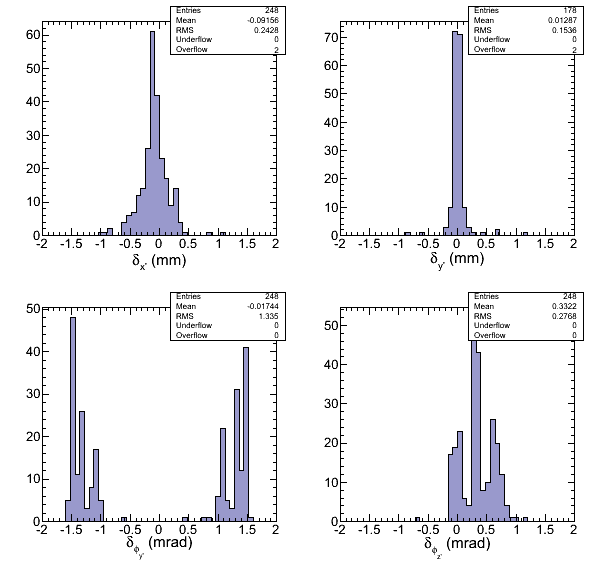 Entries 248
Mean -0.09156
RMS 0.2428
Underflow 0
Overflow 2
60
50
40
30
20
10
0
-2 -1.5 -1 -0.5 0 0.5 1 1.5 2
δx' (mm)
Entries 178
Mean 0.01287
RMS 0.1536
Underflow 0
Overflow 2
70
60
50
40
30
20
10
0
-2 -1.5 -1 -0.5 0 0.5 1 1.5 2
δy' (mm)
Entries 248
Mean -0.01744
RMS 1.335
Underflow 0
Overflow 0
50
40
30
20
10
0
-2 -1.5 -1 -0.5 0 0.5 1 1.5 2
δϕy' (mrad)
Entries 248
Mean 0.3322
RMS 0.2768
Underflow 0
Overflow 0
50
40
30
20
10
0
-2 -1.5 -1 -0.5 0 0.5 1 1.5 2
δϕz' (mrad)